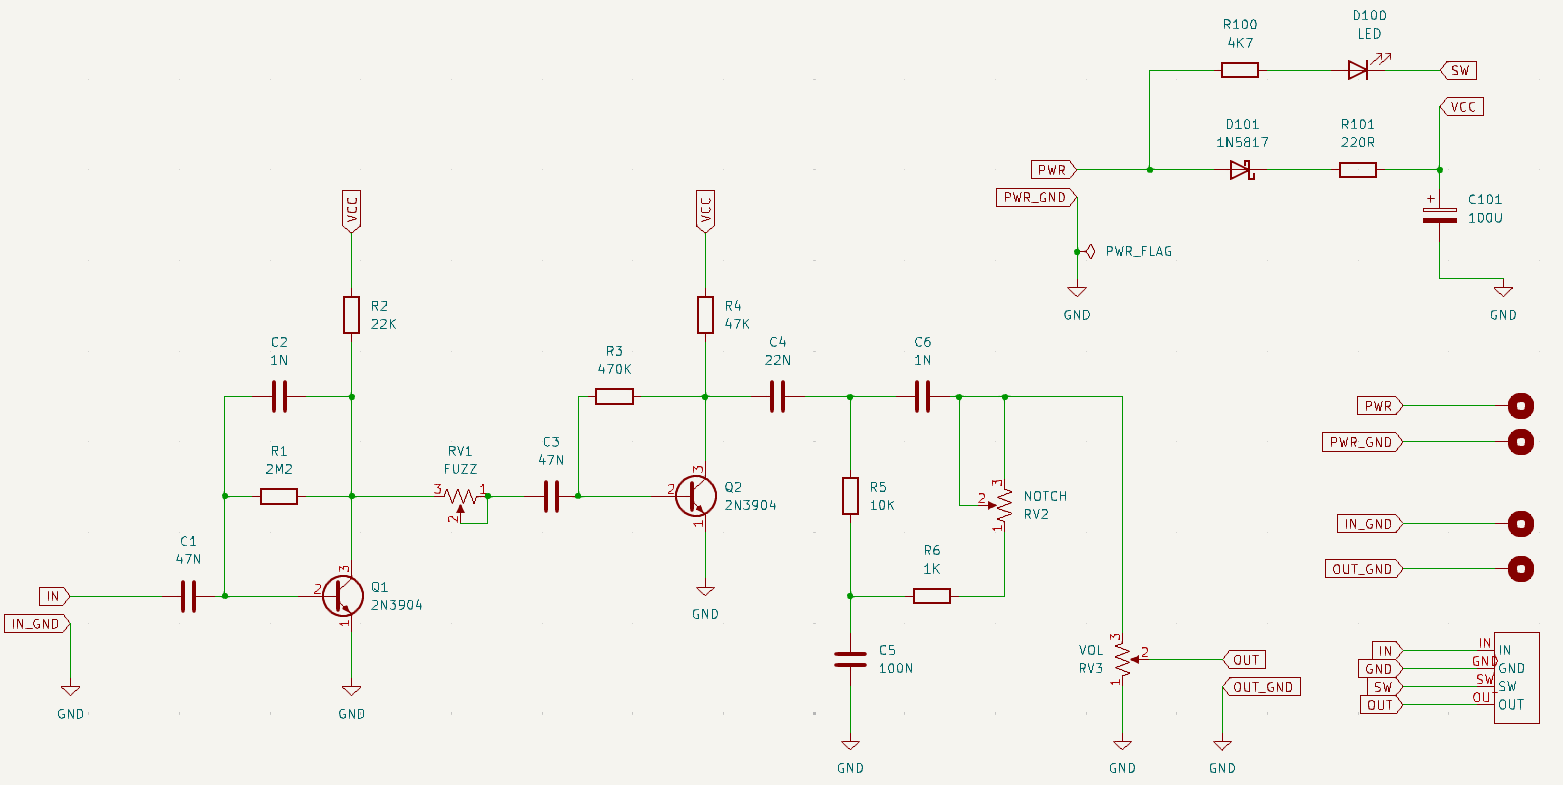 D100
LED
R100
4K7
SW
VCC
D101
1N5817
R101
220R
PWR
PWR_GND
+
C101
100U
PWR_FLAG
GND
GND
VCC
VCC
R2
22K
R4
47K
C2
1N
R3
470K
C4
22N
C6
1N
R1
2M2
RV1
FUZZ
3
1
2
C3
47N
3
2
1
Q2
2N3904
R5
10K
3
2
1
NOTCH
RV2
PWR
PWR_GND
IN_GND
OUT_GND
C1
47N
R6
1K
IN
IN_GND
3
2
1
Q1
2N3904
GND
C5
100N
VOL
RV3
3
2
1
OUT
OUT_GND
IN IN IN
GND GND GND
SW SW SW
OUT OUT OUT
GND
GND
GND
GND
GND